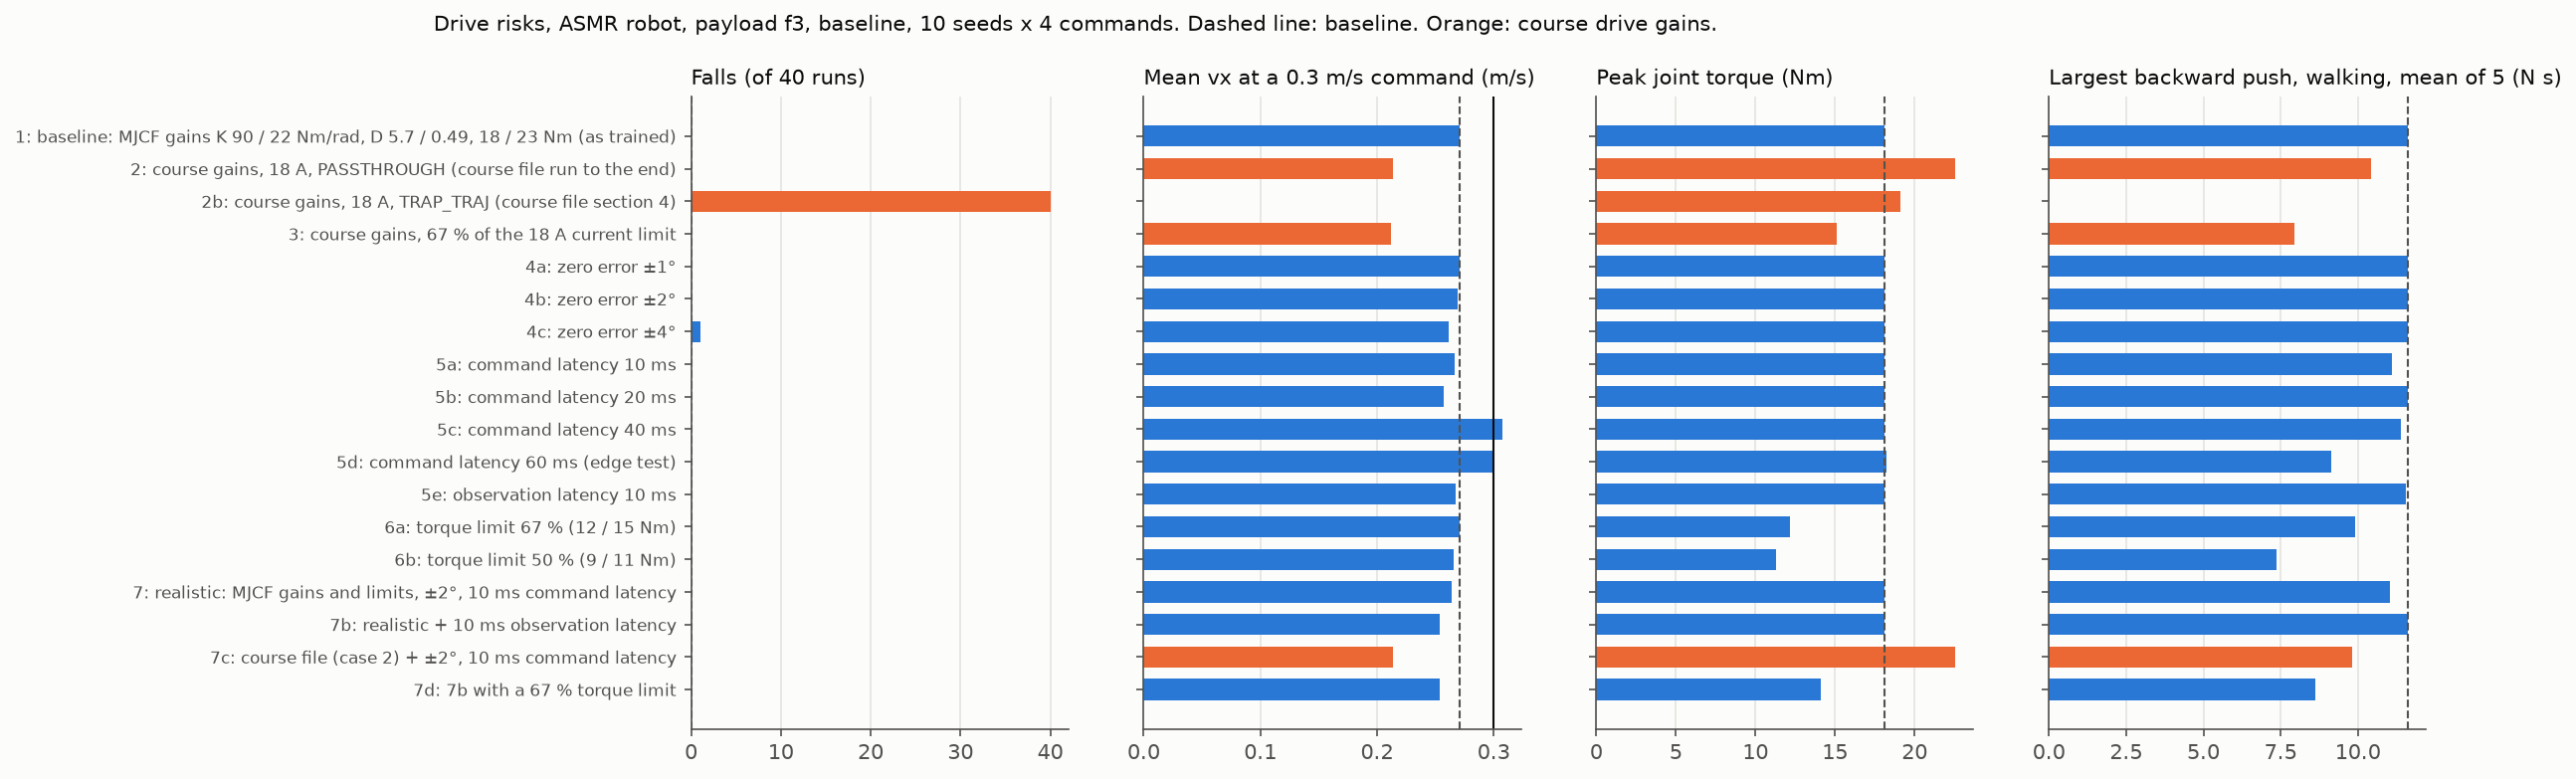 Drive risks, ASMR robot, payload f3, baseline, 10 seeds x 4 commands. Dashed line: baseline. Orange: course drive gains.
Falls (of 40 runs)
Mean vx at a 0.3 m/s command (m/s)
Peak joint torque (Nm)
Largest backward push, walking, mean of 5 (N s)
1: baseline: MJCF gains K 90 / 22 Nm/rad, D 5.7 / 0.49, 18 / 23 Nm (as trained)
2: course gains, 18 A, PASSTHROUGH (course file run to the end)
2b: course gains, 18 A, TRAP_TRAJ (course file section 4)
3: course gains, 67 % of the 18 A current limit
4a: zero error ±1°
4b: zero error ±2°
4c: zero error ±4°
5a: command latency 10 ms
5b: command latency 20 ms
5c: command latency 40 ms
5d: command latency 60 ms (edge test)
5e: observation latency 10 ms
6a: torque limit 67 % (12 / 15 Nm)
6b: torque limit 50 % (9 / 11 Nm)
7: realistic: MJCF gains and limits, ±2°, 10 ms command latency
7b: realistic + 10 ms observation latency
7c: course file (case 2) + ±2°, 10 ms command latency
7d: 7b with a 67 % torque limit
0 10 20 30 40
0.0 0.1 0.2 0.3
0 5 10 15 20
0.0 2.5 5.0 7.5 10.0